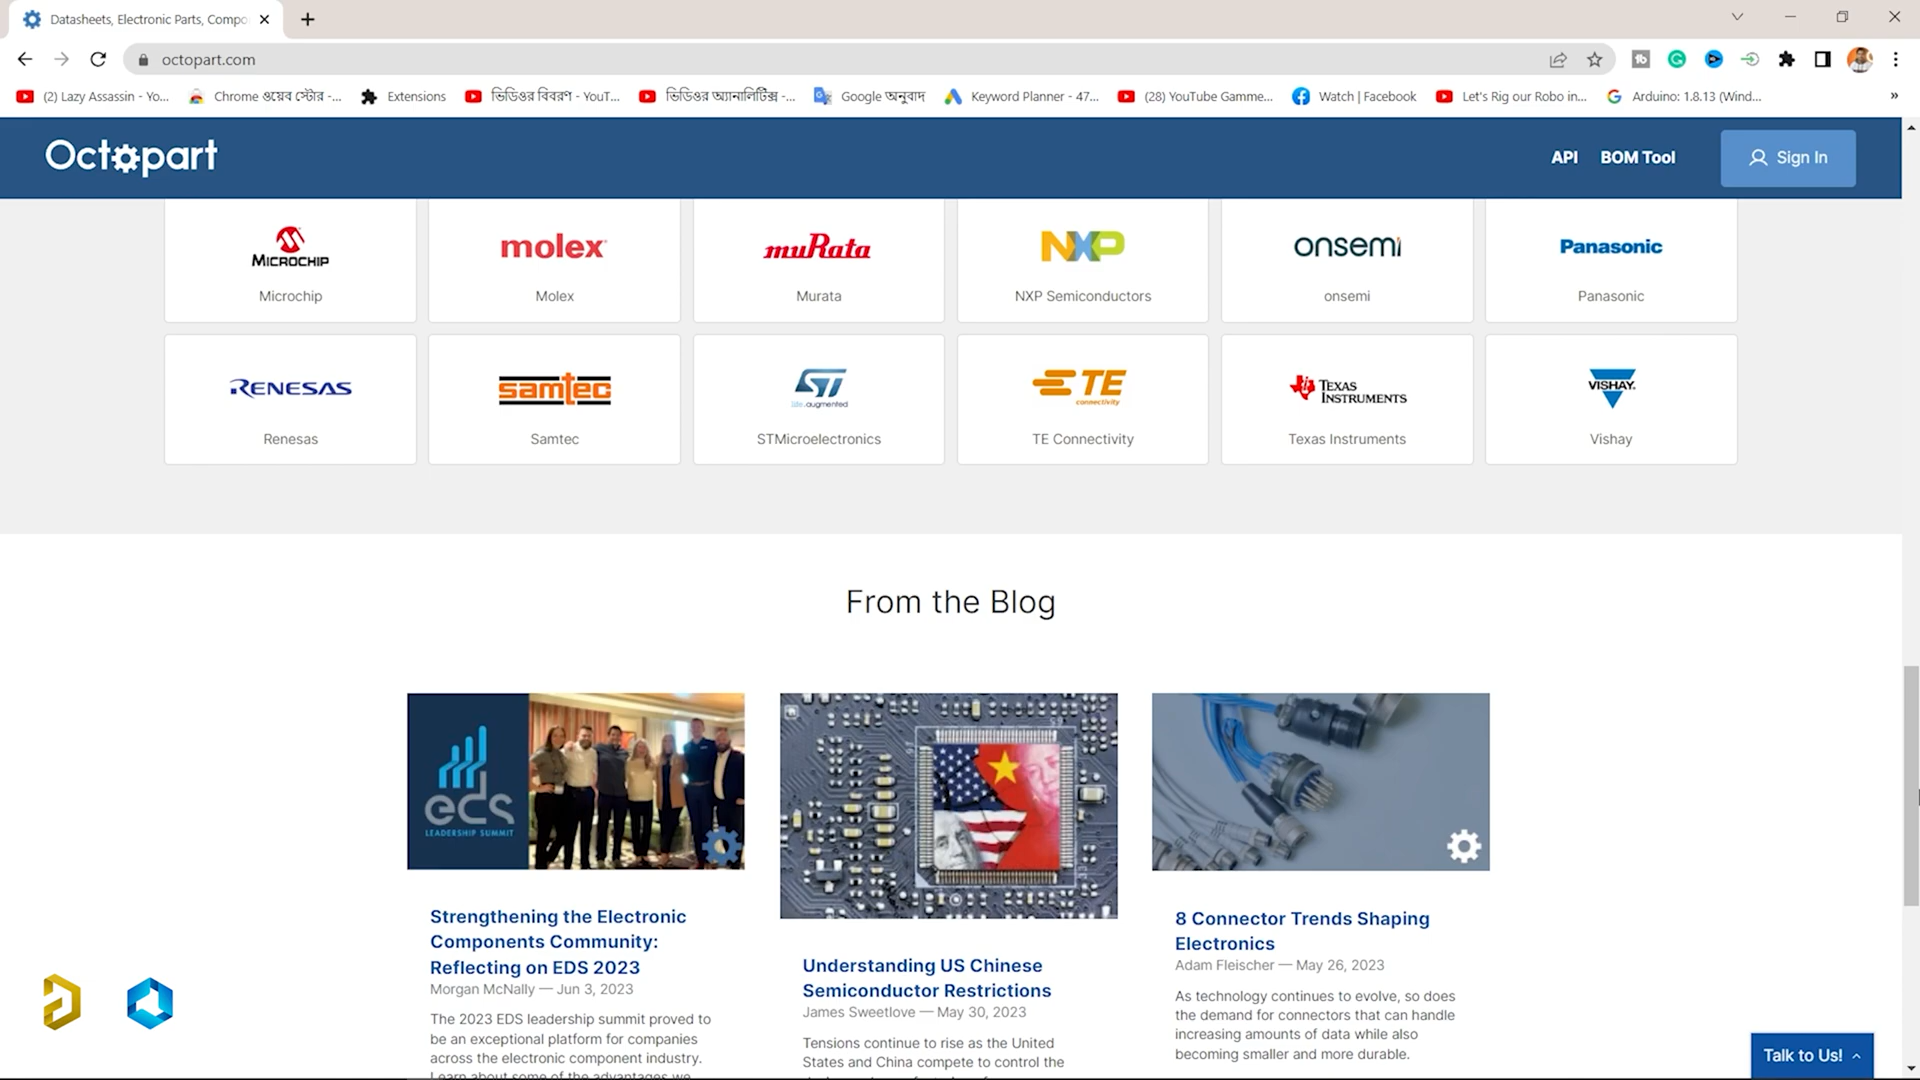 Datasheets, Electronic Parts, Compo
octopart.com
(2) Lazy Assassin - Yo...
Chrome ওয়েব স্টোর -...
Extensions
ভিডিওর বিবরণ - YouT...
ভিডিওর অ্যানালিটিক্স -...
Google অনুবাদ
Keyword Planner - 47...
(28) YouTube Gamme...
Watch | Facebook
Let's Rig our Robo in...
Arduino: 1.8.13 (Wind...
»
Octopart
API
BOM Tool
Sign In
MICROCHIP
molex
muRata
NXP
onsemi
Panasonic
Microchip
Molex
Murata
NXP Semiconductors
onsemi
Panasonic
RENESAS
samtec
ST
life.augmented
TE
connectivity
TEXAS
INSTRUMENTS
VISHAY.
Renesas
Samtec
STMicroelectronics
TE Connectivity
Texas Instruments
Vishay
From the Blog
eds
LEADERSHIP SUMMIT
Strengthening the Electronic
Components Community:
Reflecting on EDS 2023
Morgan McNally — Jun 3, 2023
The 2023 EDS leadership summit proved to
be an exceptional platform for companies
across the electronic component industry.
Learn about some of the advantages we
Understanding US Chinese
Semiconductor Restrictions
James Sweetlove — May 30, 2023
Tensions continue to rise as the United
States and China compete to control the
8 Connector Trends Shaping
Electronics
Adam Fleischer — May 26, 2023
As technology continues to evolve, so does
the demand for connectors that can handle
increasing amounts of data while also
becoming smaller and more durable.
Talk to Us!